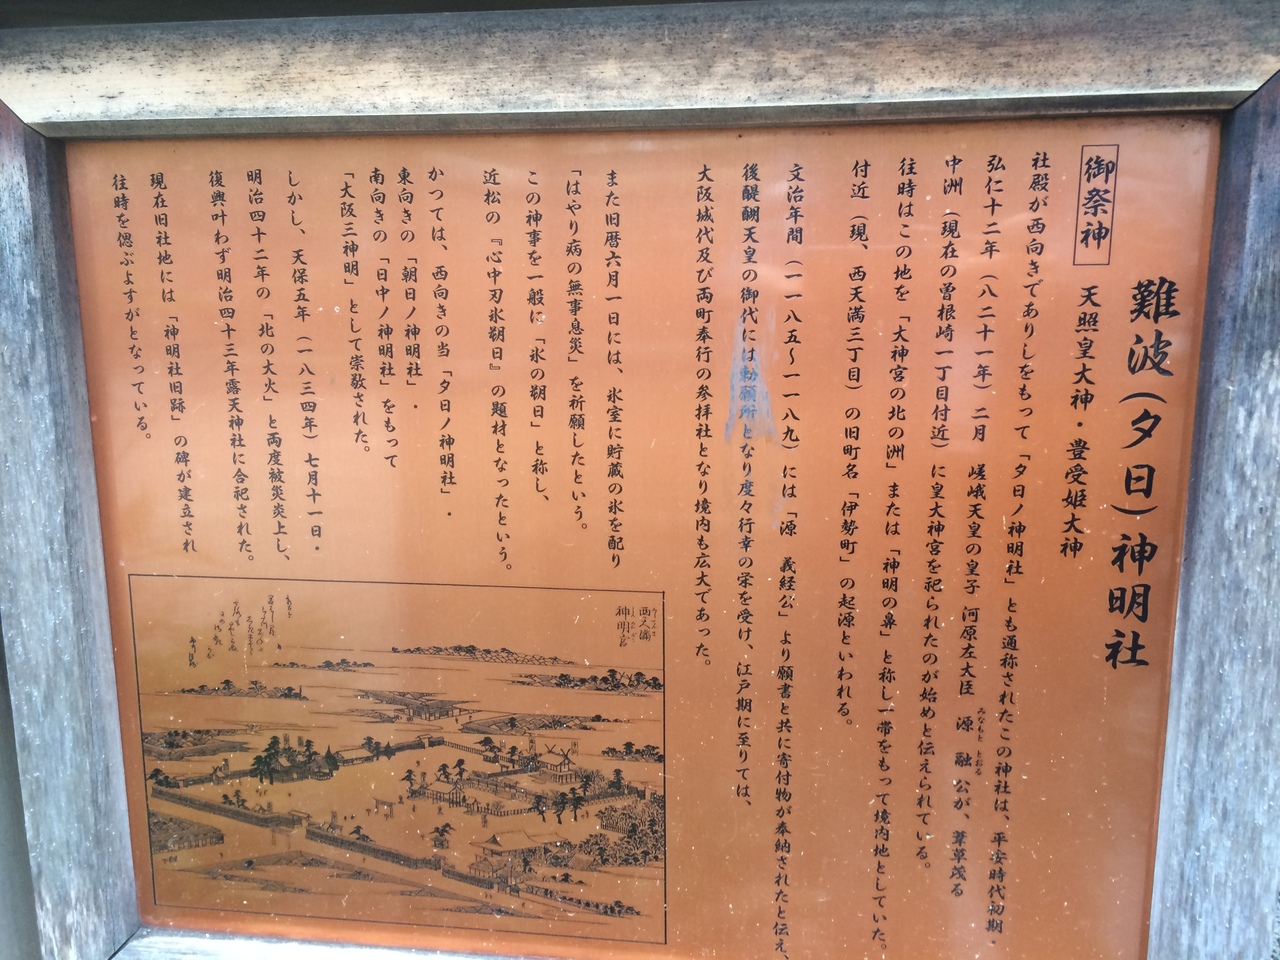 難波(夕日)神明社
御祭神 天照皇大神・豊受姫大神
社殿が西向きでありしをもって「夕日ノ神明社」とも通称されたこの神社は、平安時代初期・
弘仁十二年(八二十一年)二月 嵯峨天皇の皇子 河原左大臣 源 融 公が、葦草茂る
みなもと とおる
中洲(現在の曽根崎一丁目付近)に皇大神宮を祀られたのが始めと伝えられている。
往時はこの地を「大神宮の北の洲」または「神明の鼻」と称し一帯をもって境内地としていた。
付近(現、西天満三丁目)の旧町名「伊勢町」の起源といわれる。
文治年間(一一八五〜一一八九)には「源 義経公」より願書と共に寄付物が奉納されたと伝え、
後醍醐天皇の御代には勅願所となり度々行幸の栄を受け、江戸期に至りては、
大阪城代及び両町奉行の参拝社となり境内も広大であった。
また旧暦六月一日には、氷室に貯蔵の氷を配り
「はやり病の無事息災」を祈願したという。
この神事を一般に「氷の朔日」と称し、
近松の『心中刃氷朔日』の題材となったという。
かつては、西向きの当「夕日ノ神明社」・
東向きの「朝日ノ神明社」・
南向きの「日中ノ神明社」をもって
「大阪三神明」として崇敬された。
しかし、天保五年(一八三四年)七月十一日・
明治四十二年の「北の大火」と両度被災炎上し、
復興叶わず明治四十三年露天神社に合祀された。
現在旧社地には「神明社旧跡」の碑が建立され
往時を偲ぶよすがとなっている。
西天満
神明宮